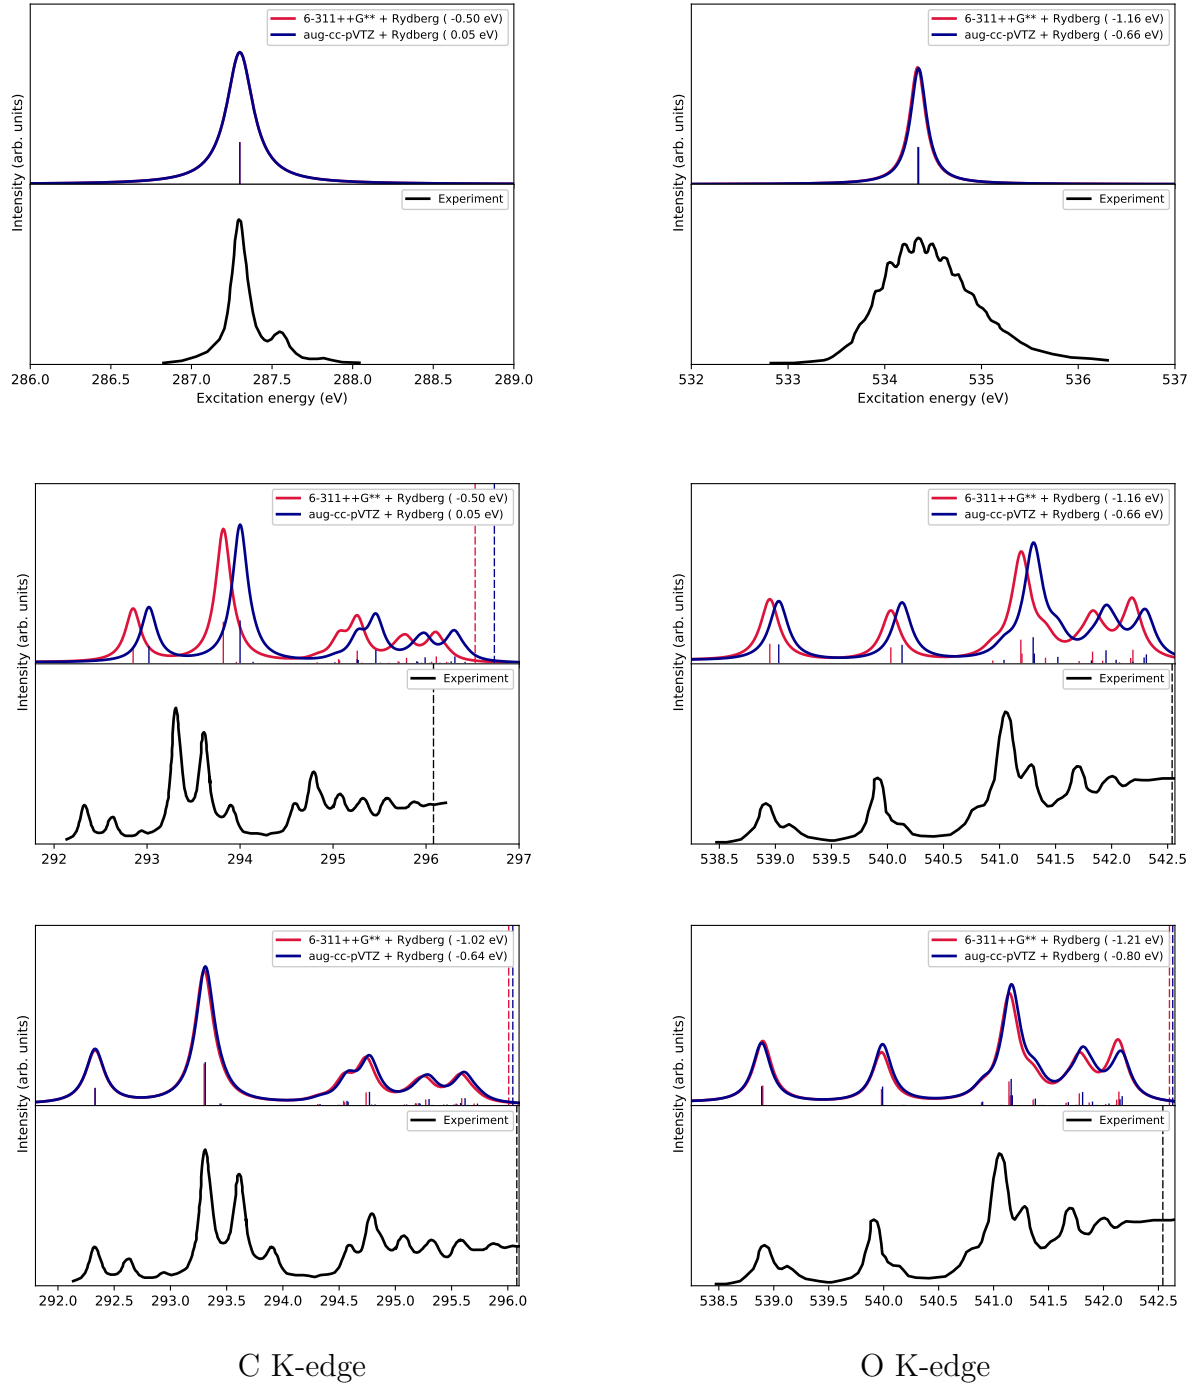 6-311++G** + Rydberg ( -0.50 eV)
aug-cc-pVTZ + Rydberg ( 0.05 eV)
Intensity (arb. units)
Experiment
286.0 286.5 287.0 287.5 288.0 288.5 289.0
Excitation energy (eV)
6-311++G** + Rydberg ( -1.16 eV)
aug-cc-pVTZ + Rydberg ( -0.66 eV)
Intensity (arb. units)
Experiment
532 533 534 535 536 537
Excitation energy (eV)
6-311++G** + Rydberg ( -0.50 eV)
aug-cc-pVTZ + Rydberg ( 0.05 eV)
Intensity (arb. units)
Experiment
292 293 294 295 296 297
6-311++G** + Rydberg ( -1.16 eV)
aug-cc-pVTZ + Rydberg ( -0.66 eV)
Intensity (arb. units)
Experiment
538.5 539.0 539.5 540.0 540.5 541.0 541.5 542.0 542.5
6-311++G** + Rydberg ( -1.02 eV)
aug-cc-pVTZ + Rydberg ( -0.64 eV)
Intensity (arb. units)
Experiment
292.0 292.5 293.0 293.5 294.0 294.5 295.0 295.5 296.0
6-311++G** + Rydberg ( -1.21 eV)
aug-cc-pVTZ + Rydberg ( -0.80 eV)
Intensity (arb. units)
Experiment
538.5 539.0 539.5 540.0 540.5 541.0 541.5 542.0 542.5
C K-edge
O K-edge